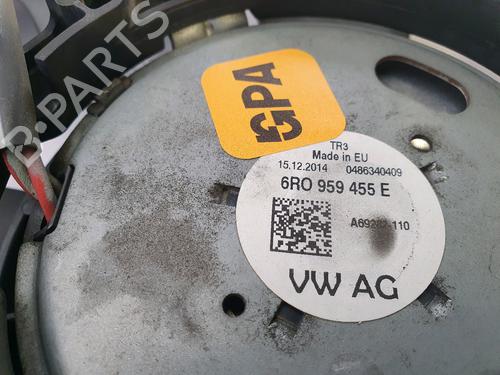 GPA
TR3
Made in EU
15.12.2014 0486340409
6R0 959 455 E
VW AG
B-PARTS